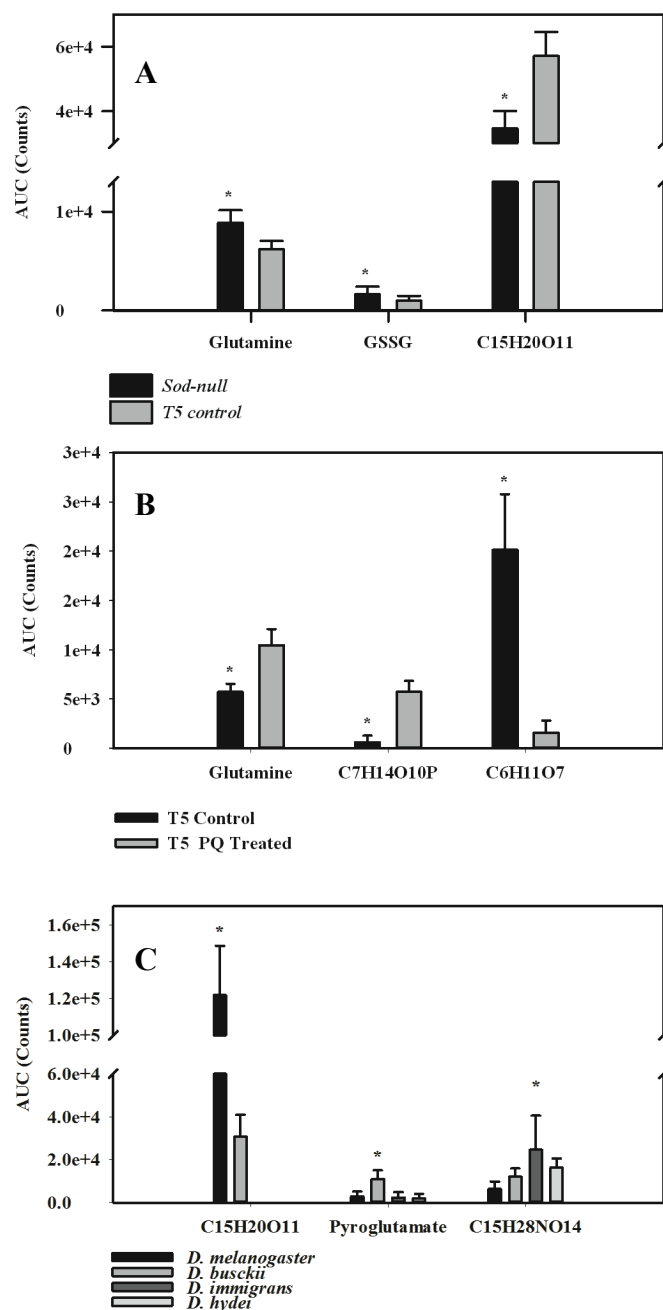 A
AUC (Counts)
6e+4
4e+4
1e+4
0
*
*
*
Glutamine GSSG C15H20O11
Sod-null
T5 control
B
AUC (Counts)
3e+4
3e+4
2e+4
2e+4
1e+4
5e+3
0
*
*
*
Glutamine C7H14O10P C6H11O7
T5 Control
T5 PQ Treated
C
AUC (Counts)
1.6e+5
1.4e+5
1.2e+5
1.0e+5
6.0e+4
4.0e+4
2.0e+4
0.0
*
*
*
C15H20O11 Pyroglutamate C15H28NO14
D. melanogaster
D. busckii
D. immigrans
D. hydei